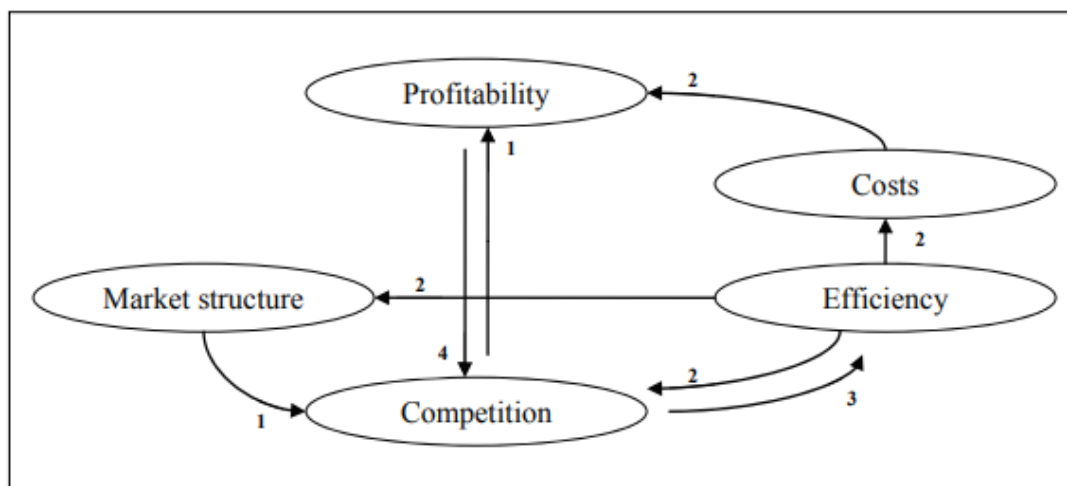 Profitability
2
1
Costs
2
Market structure
2
Efficiency
4
2
3
1
Competition